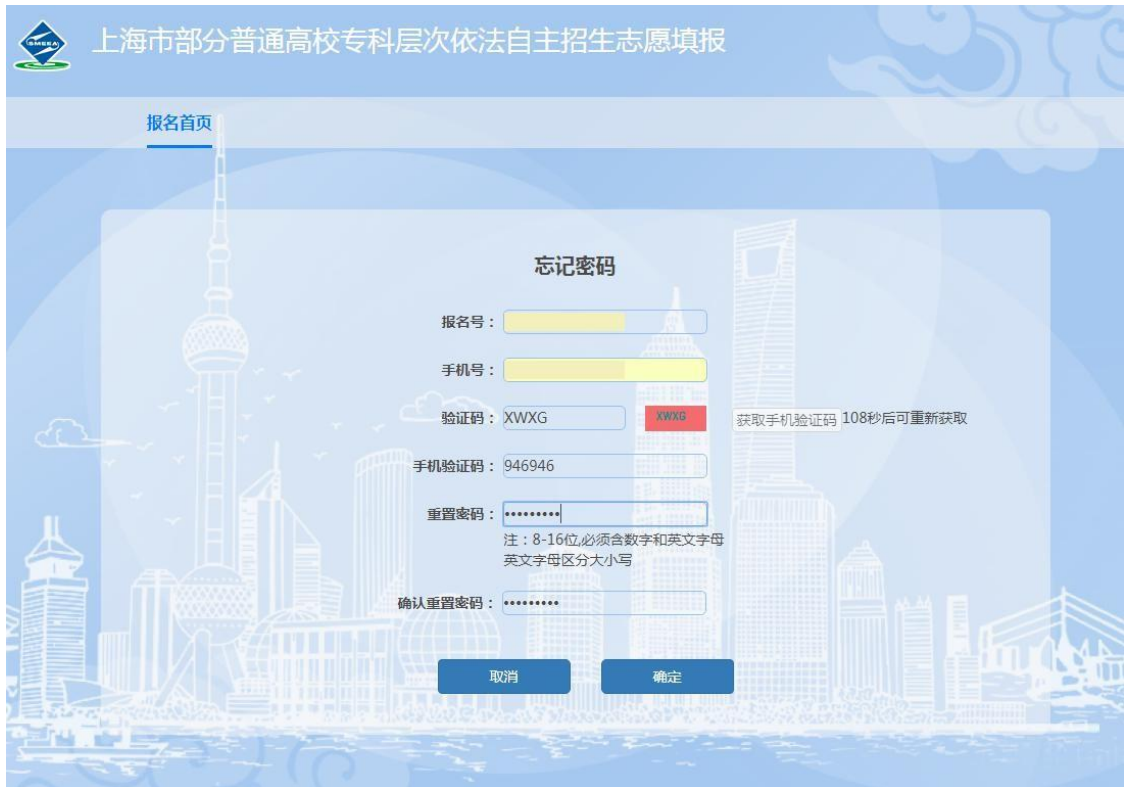 SMEEA
上海市部分普通高校专科层次依法自主招生志愿填报
报名首页
忘记密码
报名号：
手机号：
验证码： XWXG XWXG 获取手机验证码 108秒后可重新获取
手机验证码： 946946
重置密码： •••••••••
注：8-16位,必须含数字和英文字母
英文字母区分大小写
确认重置密码： •••••••••
取消 确定